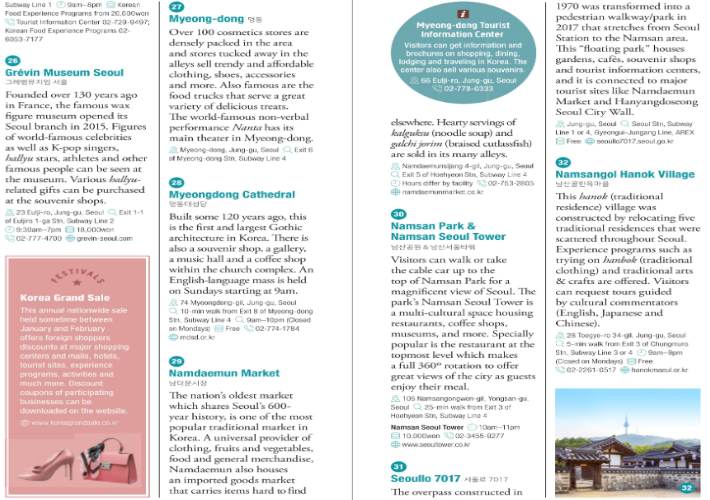 Subway Line 1 9am–6pm Korean
Food Experience Programs from 20,000won
Tourist Information Center 02-729-9497;
Korean Food Experience Programs 02-
6053-7177
26
Grévin Museum Seoul
그레뱅뮤지엄 서울
Founded over 130 years ago
in France, the famous wax
figure museum opened its
Seoul branch in 2015. Figures
of world-famous celebrities
as well as K-pop singers,
hallyu stars, athletes and other
famous people can be seen at
the museum. Various hallyu-
related gifts can be purchased
at the souvenir shops.
23 Eulji-ro, Jung-gu, Seoul Exit 1-1
of Euljiro 1-ga Stn, Subway Line 2
9:30am–7pm 18,000won
02-777-4700 grevin-seoul.com
FESTIVALS
Korea Grand Sale
This annual nationwide sale
held sometime between
January and February
offers foreign shoppers
discounts at major shopping
centers and malls, hotels,
tourist sites, experience
programs, activities and
much more. Discount
coupons of participating
businesses can be
downloaded on the website.
www.koreagrandsale.co.kr
27
Myeong-dong 명동
Over 100 cosmetics stores are
densely packed in the area
and stores tucked away in the
alleys sell trendy and affordable
clothing, shoes, accessories
and more. Also famous are the
food trucks that serve a great
variety of delicious treats.
The world-famous non-verbal
performance Nanta has its
main theater in Myeong-dong.
Myeong-dong, Jung-gu, Seoul Exit 6
of Myeong-dong Stn, Subway Line 4
28
Myeongdong Cathedral
명동대성당
Built some 120 years ago, this
is the first and largest Gothic
architecture in Korea. There is
also a souvenir shop, a gallery,
a music hall and a coffee shop
within the church complex. An
English-language mass is held
on Sundays starting at 9am.
74 Myeongdong-gil, Jung-gu, Seoul
10-min walk from Exit 8 of Myeong-dong
Stn, Subway Line 4 9am–10pm (Closed
on Mondays) Free 02-774-1784
mdsd.or.kr
29
Namdaemun Market
남대문시장
The nation's oldest market
which shares Seoul's 600-
year history, is one of the most
popular traditional market in
Korea. A universal provider of
clothing, fruits and vegetables,
food and general merchandise,
Namdaemun also houses
an imported goods market
that carries items hard to find
Myeong-dong Tourist
Information Center
Visitors can get information and
brochures on shopping, dining,
lodging and traveling in Korea. The
center also sells various souvenirs.
66 Eulji-ro, Jung-gu, Seoul
02-778-0333
elsewhere. Hearty servings of
kalguksu (noodle soup) and
galchi jorim (braised cutlassfish)
are sold in its many alleys.
Namdaemunsijang 4-gil, Jung-gu, Seoul
Exit 5 of Hoehyeon Stn, Subway Line 4
Hours differ by facility 02-753-2805
namdaemunmarket.co.kr
30
Namsan Park &
Namsan Seoul Tower
남산공원 & 남산서울타워
Visitors can walk or take
the cable car up to the
top of Namsan Park for a
magnificent view of Seoul. The
park's Namsan Seoul Tower is
a multi-cultural space housing
restaurants, coffee shops,
museums, and more. Specially
popular is the restaurant at the
topmost level which makes
a full 360° rotation to offer
great views of the city as guests
enjoy their meal.
105 Namsangongwon-gil, Yongsan-gu,
Seoul 25-min walk from Exit 3 of
Hoehyeon Stn, Subway Line 4
Namsan Seoul Tower 10am–11pm
10,000won 02-3455-9277
www.seoultower.co.kr
31
Seoullo 7017 서울로 7017
The overpass constructed in
1970 was transformed into a
pedestrian walkway/park in
2017 that stretches from Seoul
Station to the Namsan area.
This “floating park” houses
gardens, cafés, souvenir shops
and tourist information centers,
and it is connected to major
tourist sites like Namdaemun
Market and Hanyangdoseong
Seoul City Wall.
Jung-gu, Seoul Seoul Stn, Subway
Line 1 or 4, Gyeongui-Jungang Line, AREX
Free seoullo7017.seoul.go.kr
32
Namsangol Hanok Village
남산골한옥마을
This hanok (traditional
residence) village was
constructed by relocating five
traditional residences that were
scattered throughout Seoul.
Experience programs such as
trying on hanbok (traditional
clothing) and traditional arts
& crafts are offered. Visitors
can request tours guided
by cultural commentators
(English, Japanese and
Chinese).
28 Toegye-ro 34-gil, Jung-gu, Seoul
5-min walk from Exit 3 of Chungmuro
Stn, Subway Line 3 or 4 9am–9pm
(Closed on Mondays) Free
02-2261-0517 hanokmaeul.or.kr
32